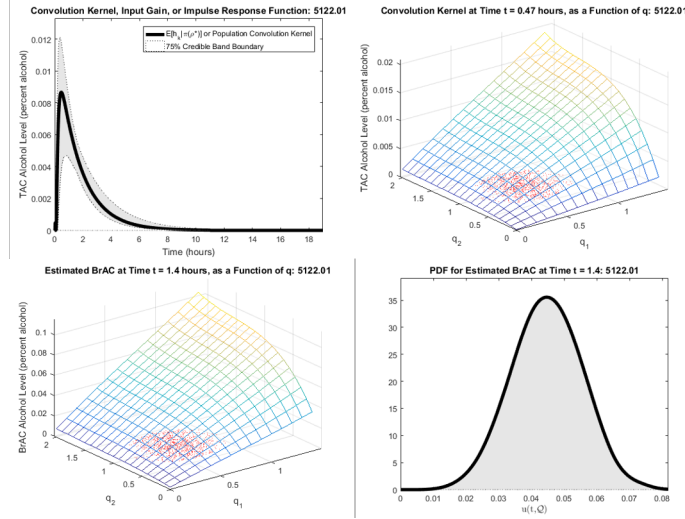 Convolution Kernel, Input Gain, or Impulse Response Function: 5122.01
E[h_k|π(ρ*)] or Population Convolution Kernel
75% Credible Band Boundary
TAC Alcohol Level (percent alcohol)
0.012
0.01
0.008
0.006
0.004
0.002
0
0 2 4 6 8 10 12 14 16 18
Time (hours)
Convolution Kernel at Time t = 0.47 hours, as a Function of q: 5122.01
TAC Alcohol Level (percent alcohol)
0.02
0.015
0.01
0.005
0
2
1.5
1
0.5
0
q_2
0
0.5
1
q_1
Estimated BrAC at Time t = 1.4 hours, as a Function of q: 5122.01
BrAC Alcohol Level (percent alcohol)
0.1
0.08
0.06
0.04
0.02
0
2
1.5
1
0.5
0
q_2
0
0.5
1
q_1
PDF for Estimated BrAC at Time t = 1.4: 5122.01
35
30
25
20
15
10
5
0
0 0.01 0.02 0.03 0.04 0.05 0.06 0.07 0.08
u(t,Q)